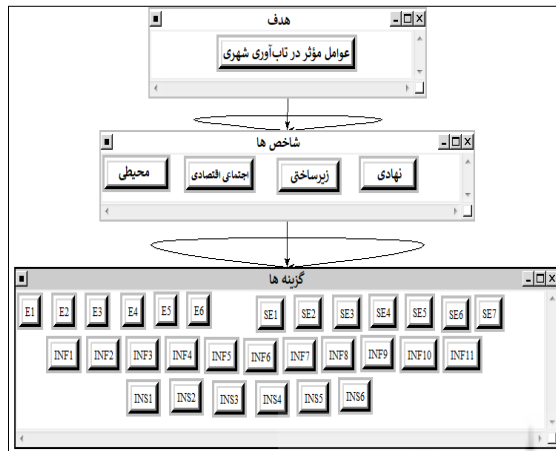 هدف
عوامل مؤثر در تاب‌آوری شهری
شاخص ها
نهادی زیرساختی اجتماعی اقتصادی محیطی
گزینه ها
E1 E2 E3 E4 E5 E6 SE1 SE2 SE3 SE4 SE5 SE6 SE7
INF1 INF2 INF3 INF4 INF5 INF6 INF7 INF8 INF9 INF10 INF11
INS1 INS2 INS3 INS4 INS5 INS6